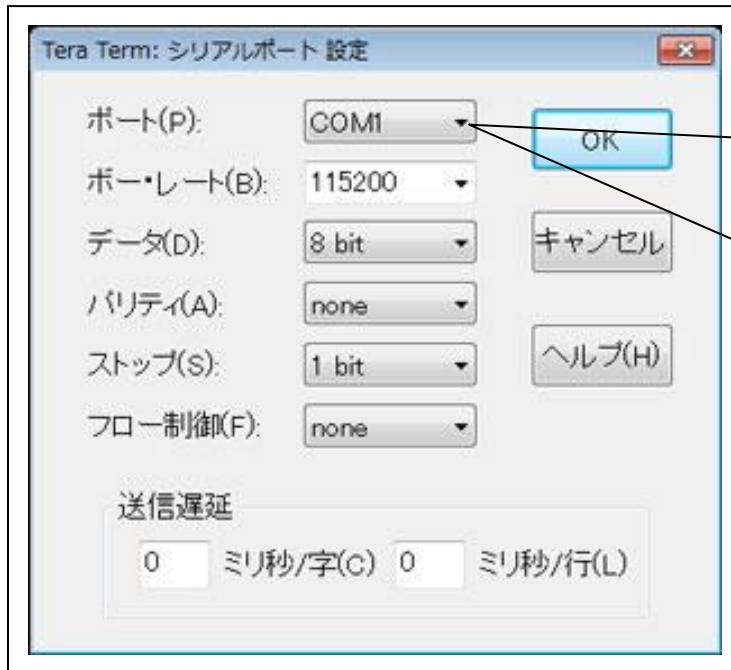 Tera Term: シリアルポート 設定
ポート(P): COM1
OK
ボー・レート(B): 115200
データ(D): 8 bit
キャンセル
パリティ(A): none
ストップ(S): 1 bit
ヘルプ(H)
フロー制御(F): none
送信遅延
0 ミリ秒/字(C) 0 ミリ秒/行(L)